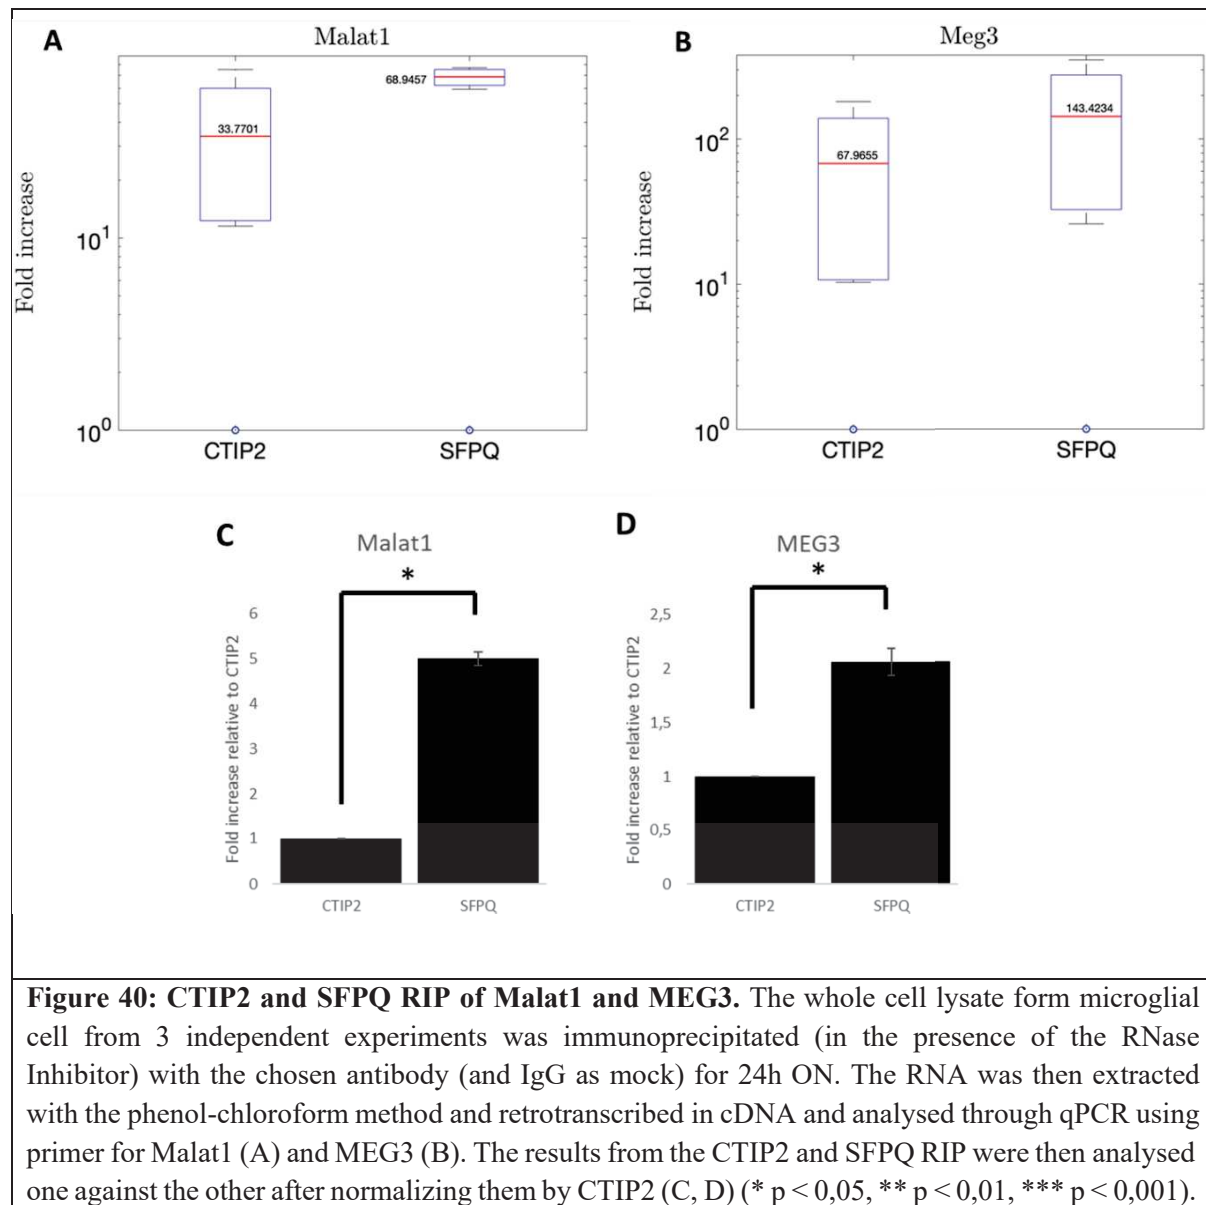 A
Malat1
Fold increase
10^1
10^0
33.7701
68.9457
CTIP2
SFPQ
B
Meg3
Fold increase
10^2
10^1
10^0
67.9655
143.4234
CTIP2
SFPQ
C
Malat1
*
Fold increase relative to CTIP2
6
5
4
3
2
1
0
CTIP2
SFPQ
D
MEG3
*
Fold increase relative to CTIP2
2,5
2
1,5
1
0,5
0
CTIP2
SFPQ
Figure 40: CTIP2 and SFPQ RIP of Malat1 and MEG3. The whole cell lysate form microglial
cell from 3 independent experiments was immunoprecipitated (in the presence of the RNase
Inhibitor) with the chosen antibody (and IgG as mock) for 24h ON. The RNA was then extracted
with the phenol-chloroform method and retrotranscribed in cDNA and analysed through qPCR using
primer for Malat1 (A) and MEG3 (B). The results from the CTIP2 and SFPQ RIP were then analysed
one against the other after normalizing them by CTIP2 (C, D) (* p < 0,05, ** p < 0,01, *** p < 0,001).